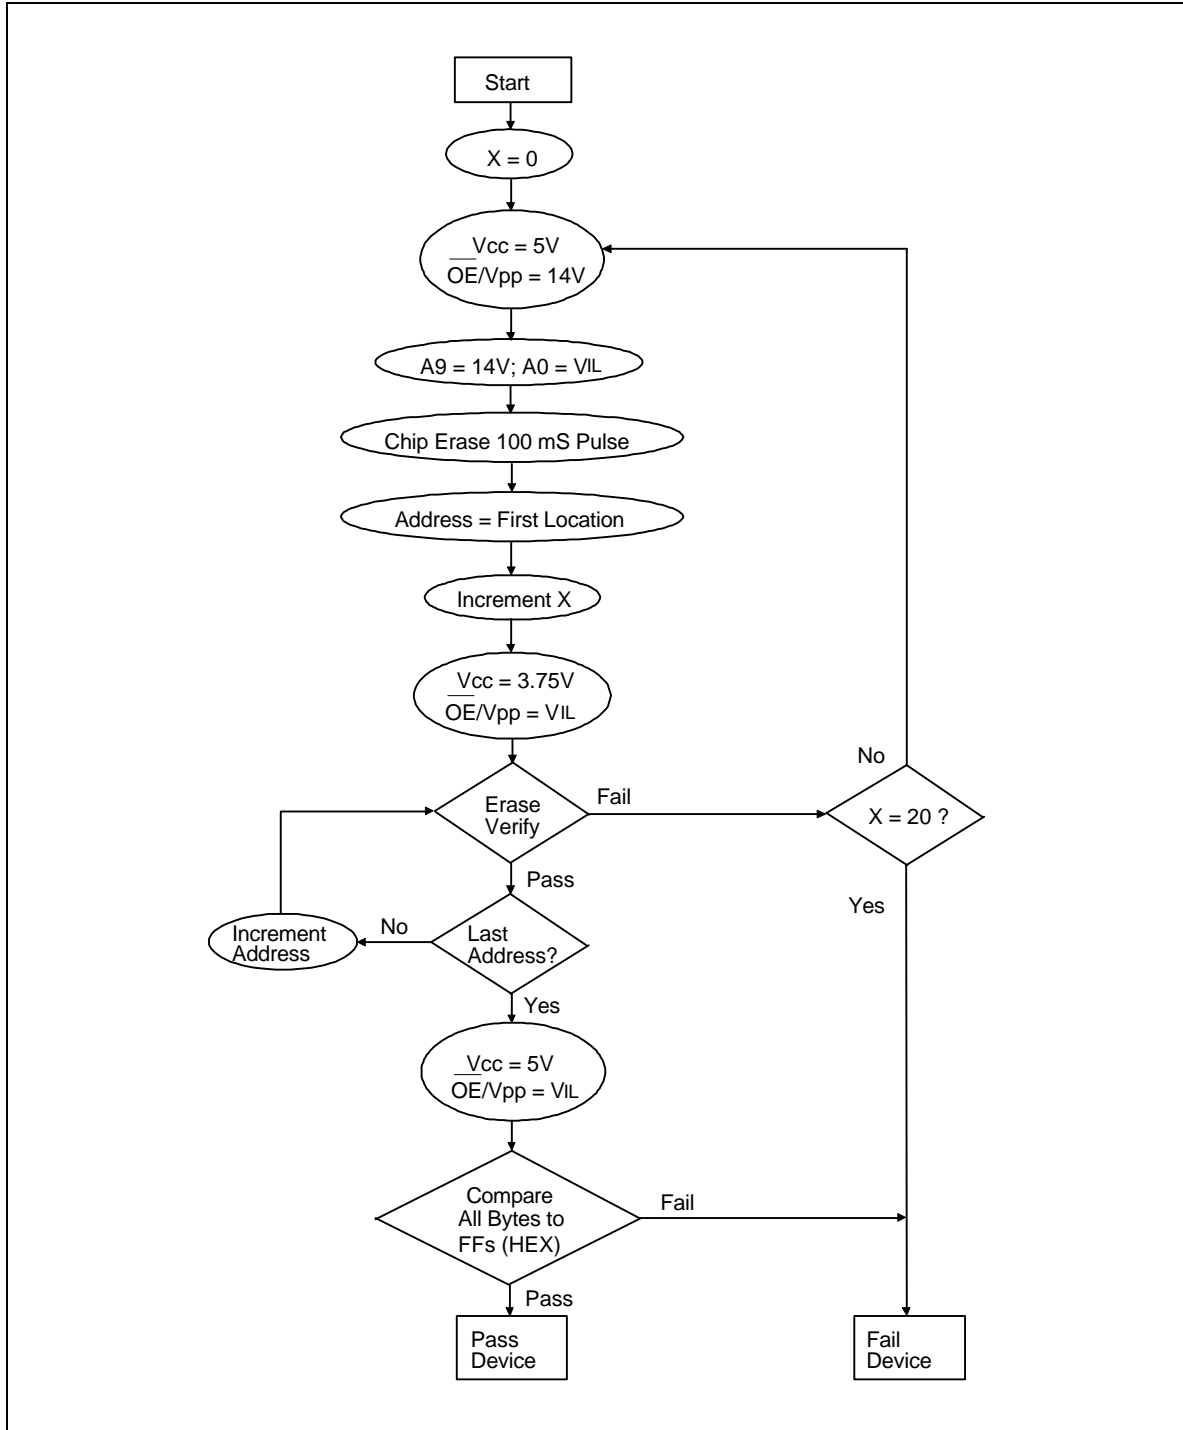 Start
X = 0
Vcc = 5V
OE/Vpp = 14V
A9 = 14V; A0 = VIL
Chip Erase 100 mS Pulse
Address = First Location
Increment X
Vcc = 3.75V
OE/Vpp = VIL
No
Erase
Verify
Fail
X = 20 ?
Pass
Yes
Increment
Address
No
Last
Address?
Yes
Vcc = 5V
OE/Vpp = VIL
Compare
All Bytes to
FFs (HEX)
Fail
Pass
Pass
Device
Fail
Device